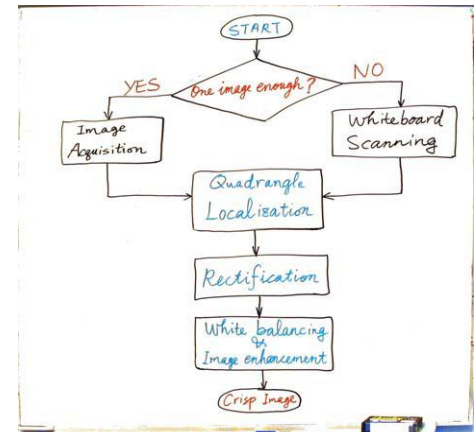 START
One image enough?
YES
NO
Image
Acquisition
Whiteboard
Scanning
Quadrangle
Localization
Rectification
White balancing
&
Image enhancement
Crisp Image